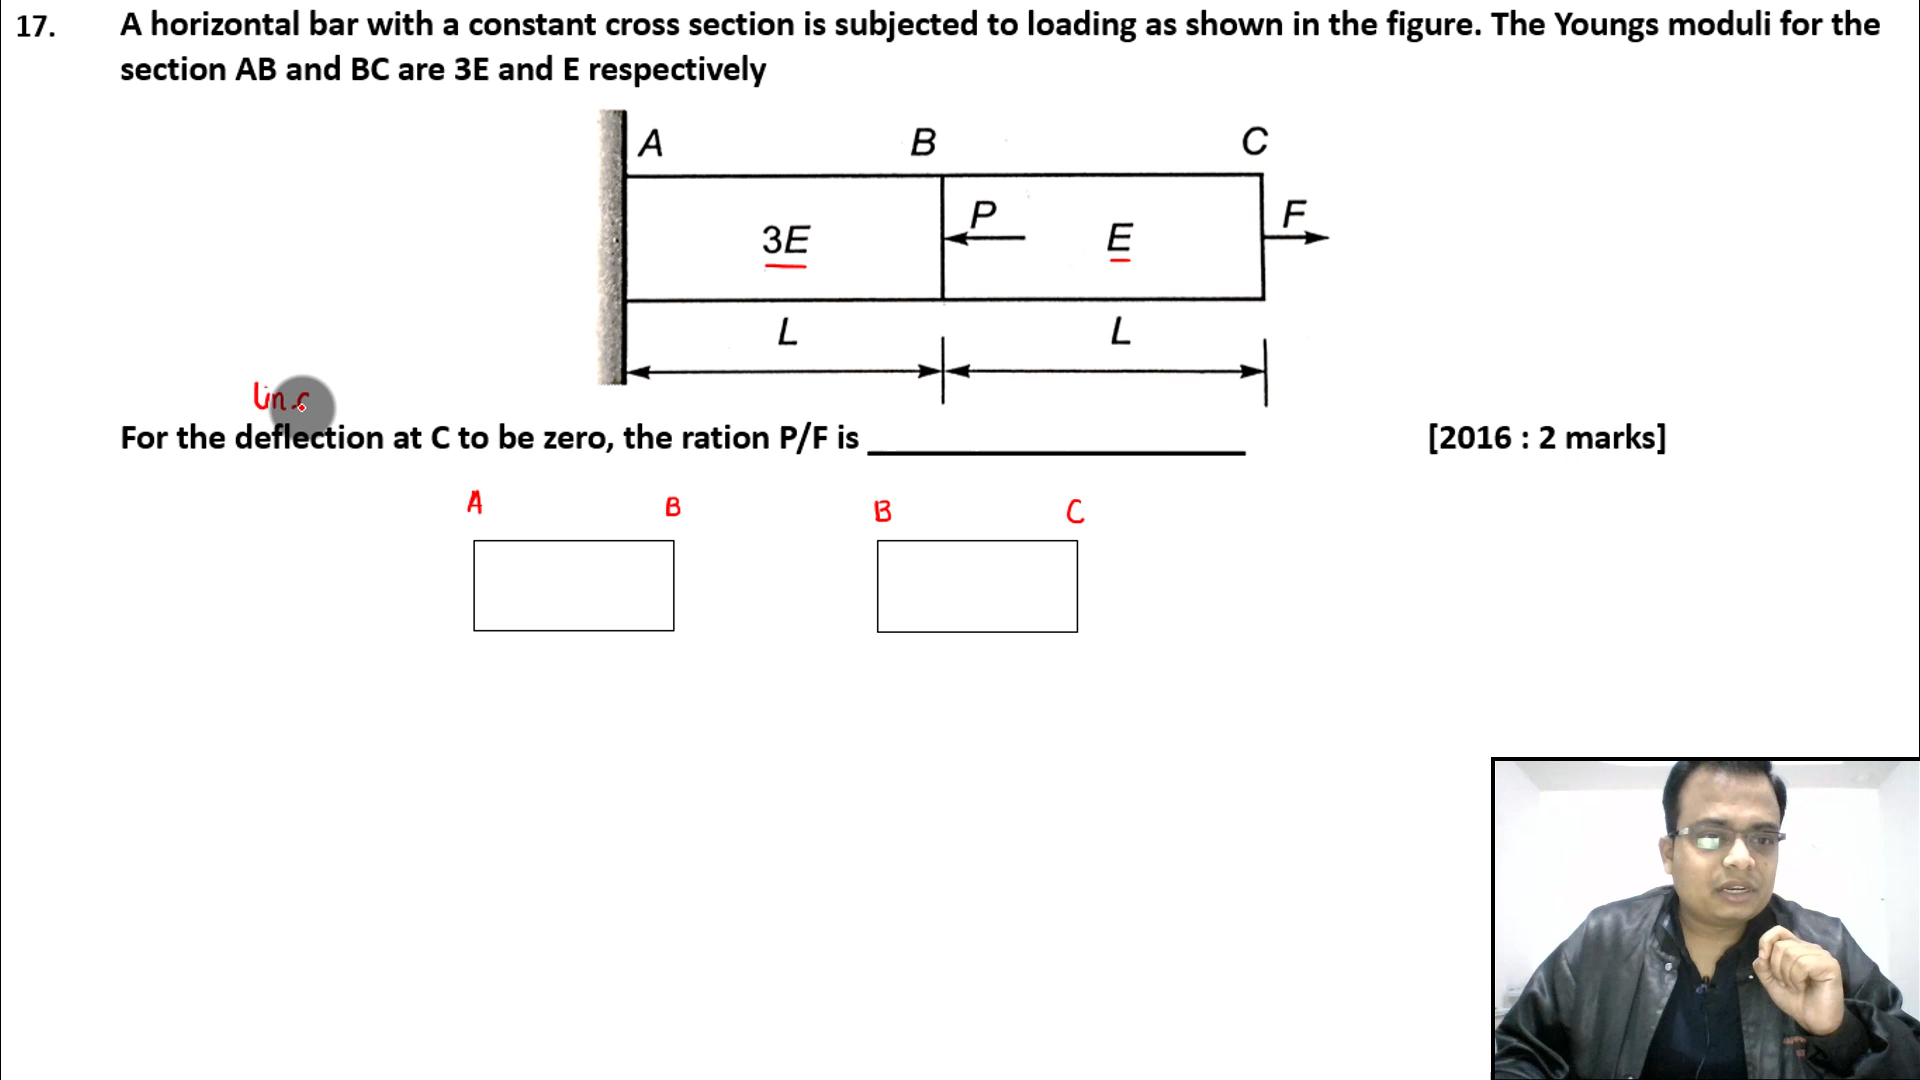 17. A horizontal bar with a constant cross section is subjected to loading as shown in the figure. The Youngs moduli for the
section AB and BC are 3E and E respectively
A B C
P F
3E E
L L
For the deflection at C to be zero, the ration P/F is ____________ [2016 : 2 marks]
A B B C